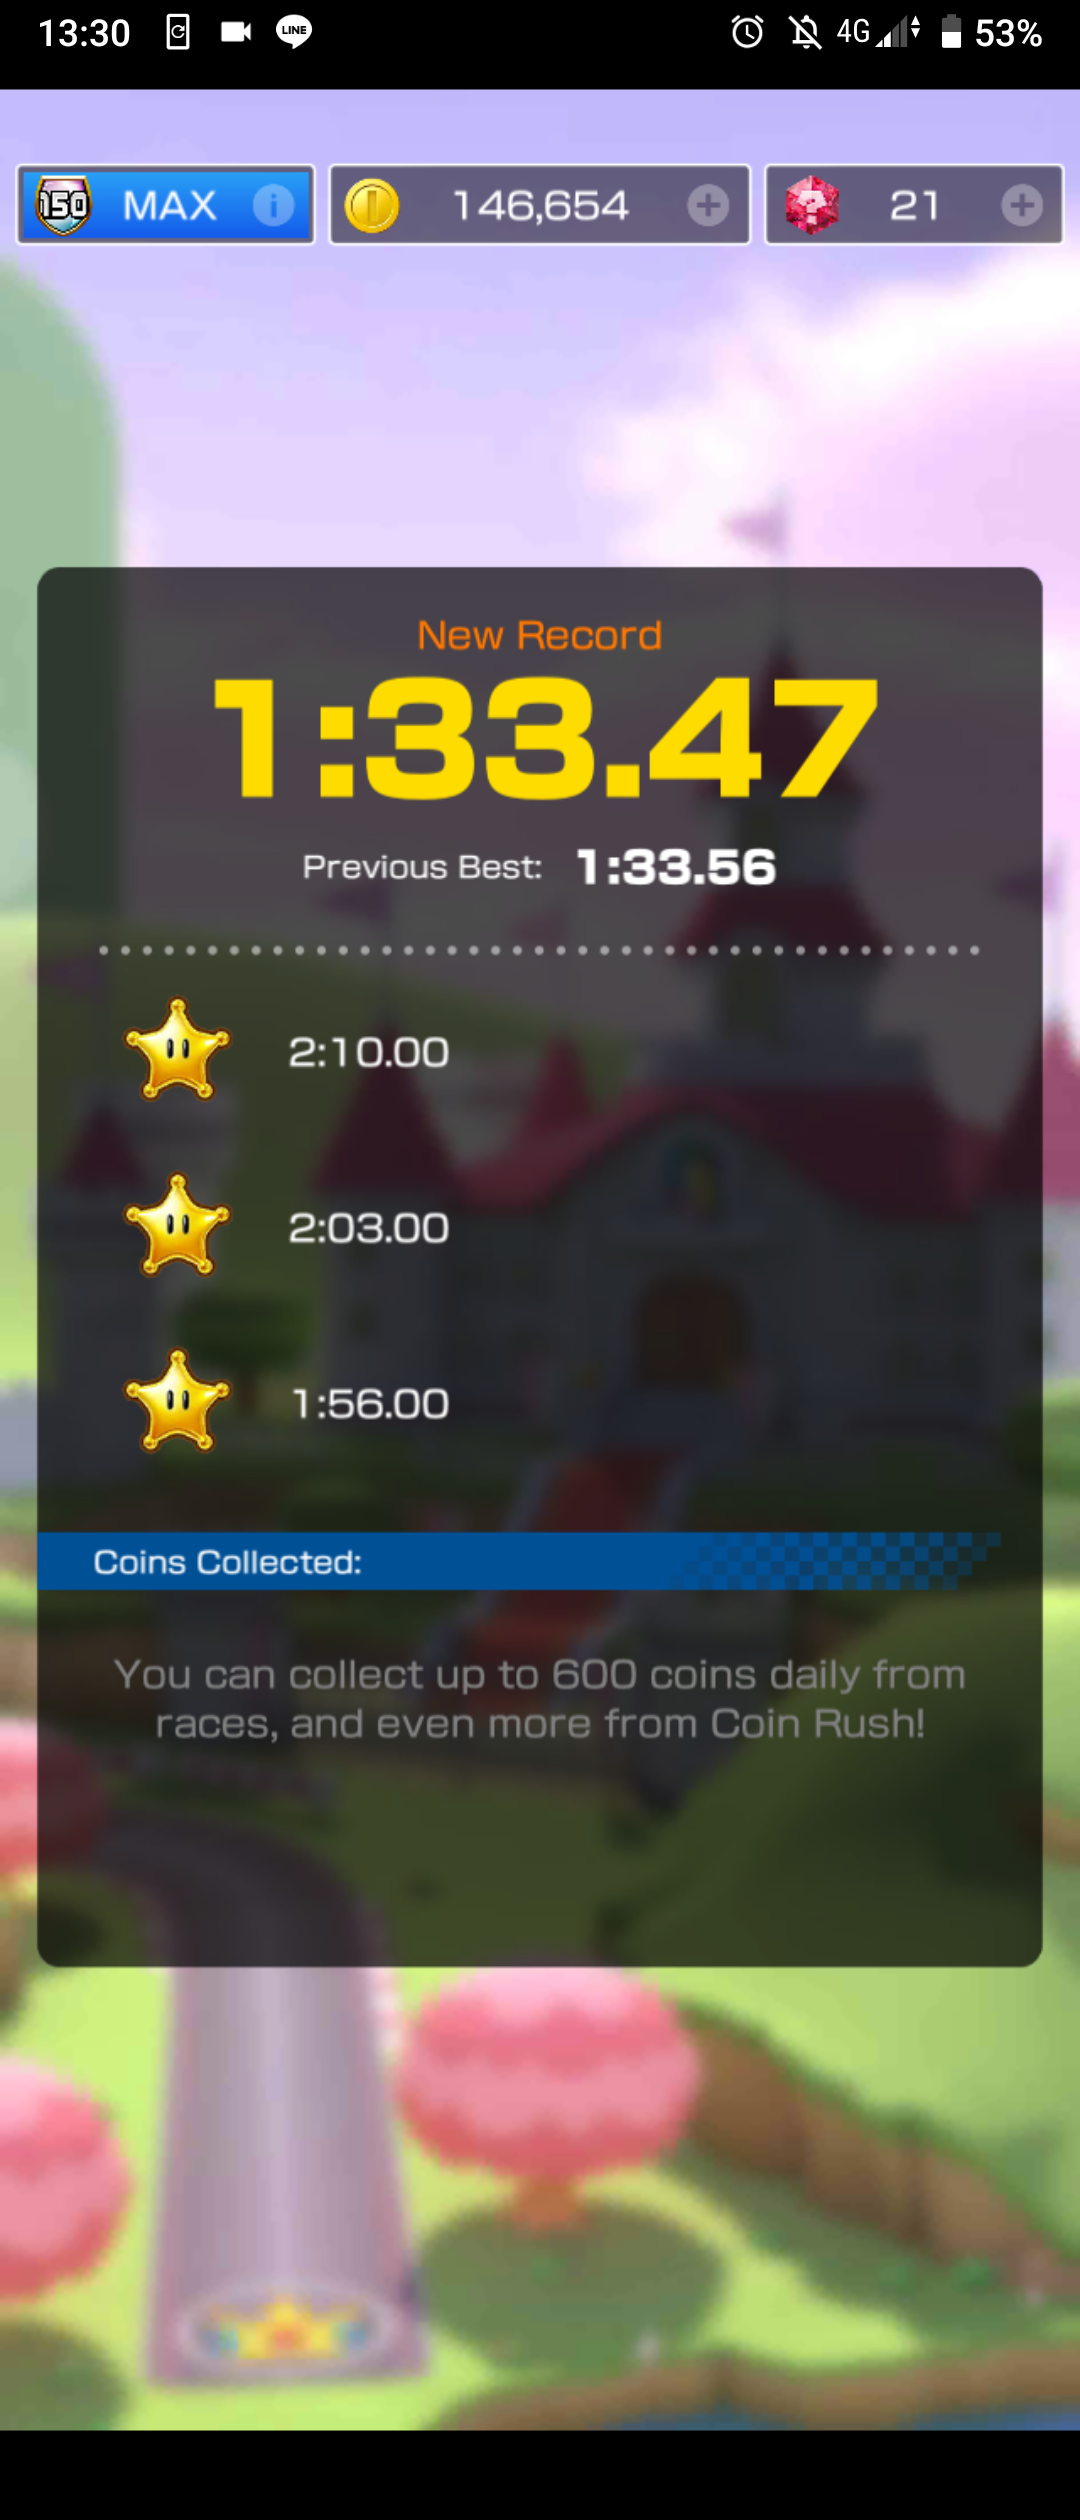 13:30 LINE 4G 53%
150 MAX i 146,654 + 21 +
New Record
1:33.47
Previous Best: 1:33.56
2:10.00
2:03.00
1:56.00
Coins Collected:
You can collect up to 600 coins daily from
races, and even more from Coin Rush!